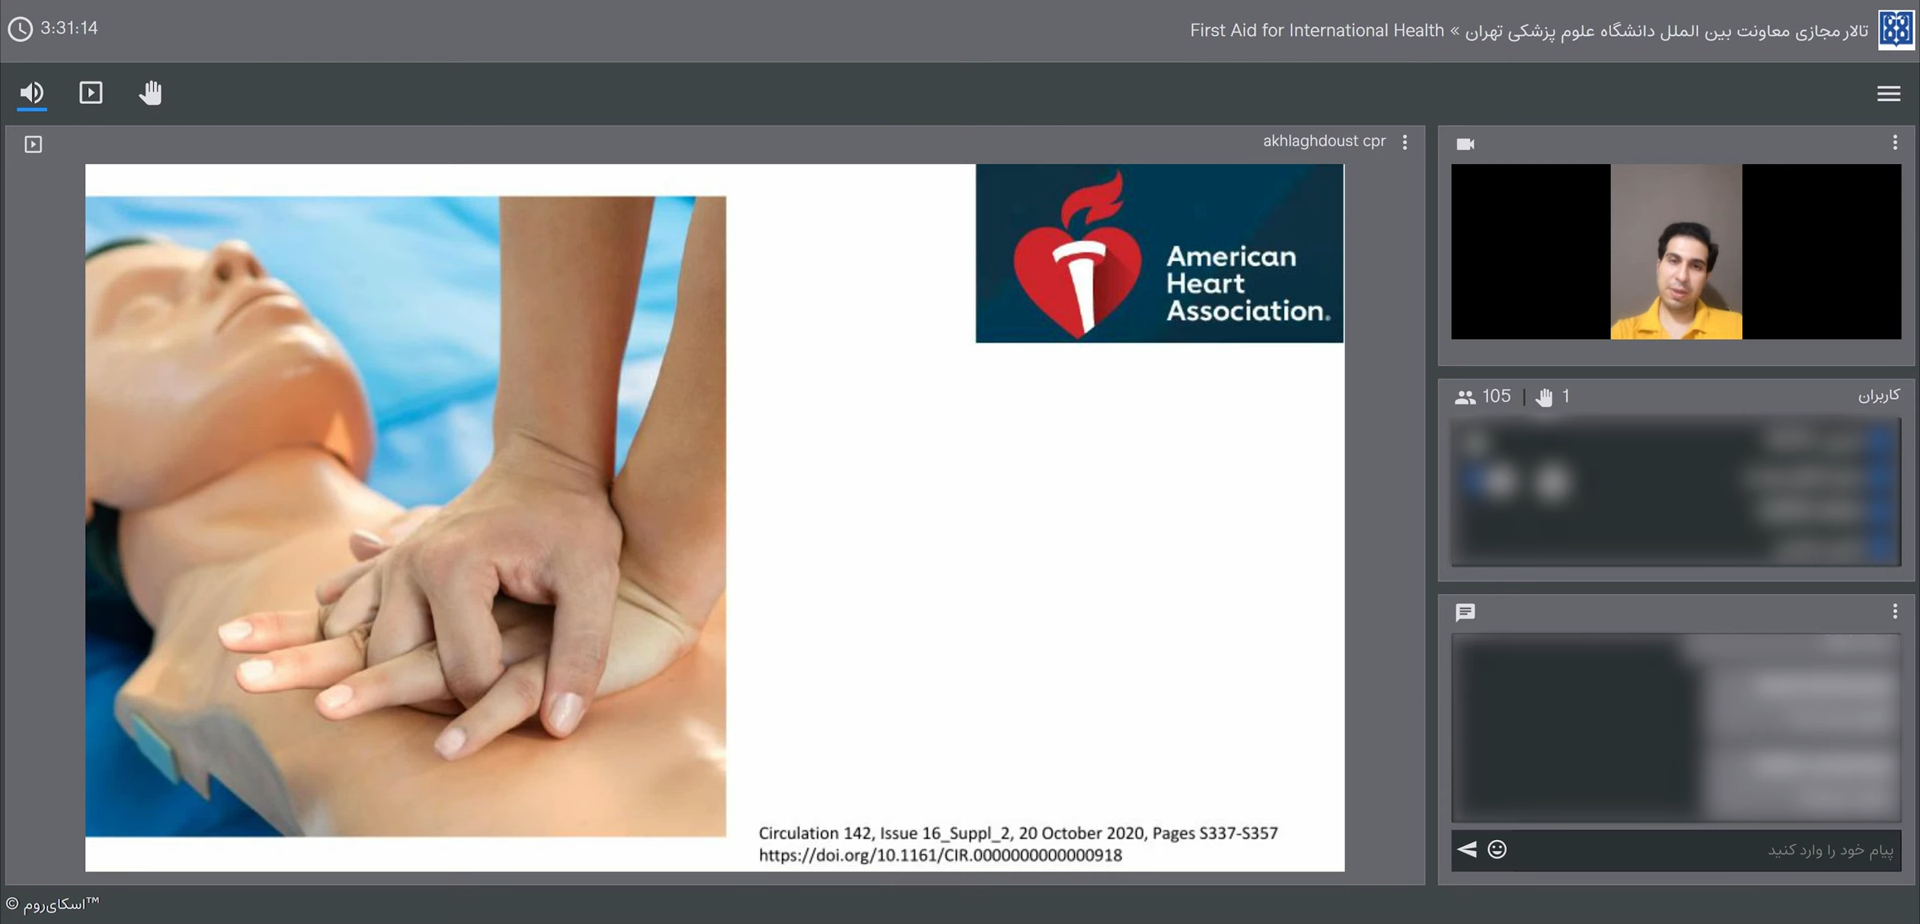 3:31:14
تالار مجازی معاونت بین الملل دانشگاه علوم پزشکی تهران » First Aid for International Health
akhlaghdoust cpr
American
Heart
Association.
Circulation 142, Issue 16_Suppl_2, 20 October 2020, Pages S337-S357
https://doi.org/10.1161/CIR.0000000000000918
105 | 1
کاربران
پیام خود را وارد کنید
© اسکای‌روم™